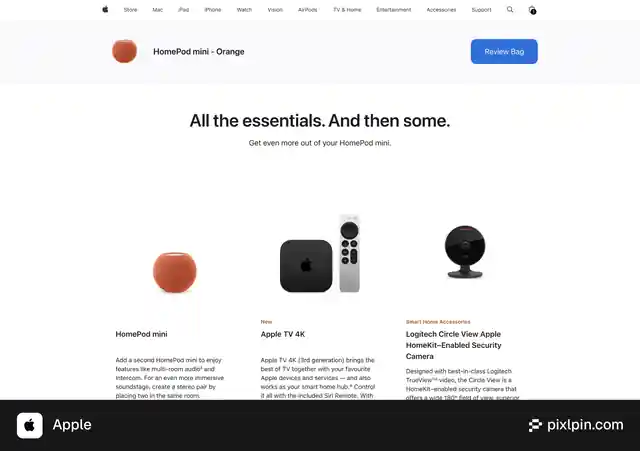 Store Mac iPad iPhone Watch Vision AirPods TV & Home Entertainment Accessories Support 1
HomePod mini - Orange
Review Bag
All the essentials. And then some.
Get even more out of your HomePod mini.
HomePod mini
Add a second HomePod mini to enjoy
features like multi-room audio² and
Intercom. For an even more immersive
soundstage, create a stereo pair by
placing two in the same room.
New
Apple TV 4K
Apple TV 4K (3rd generation) brings the
best of TV together with your favourite
Apple devices and services — and also
works as your smart home hub.
Control
it all with the included Siri Remote. With
Smart Home Accessories
Logitech Circle View Apple
HomeKit–Enabled Security
Camera
Designed with best-in-class Logitech
TrueView™ video, the Circle View is a
HomeKit-enabled security camera that
offers a wide 180° field of view, superior
Apple
pixlpin.com